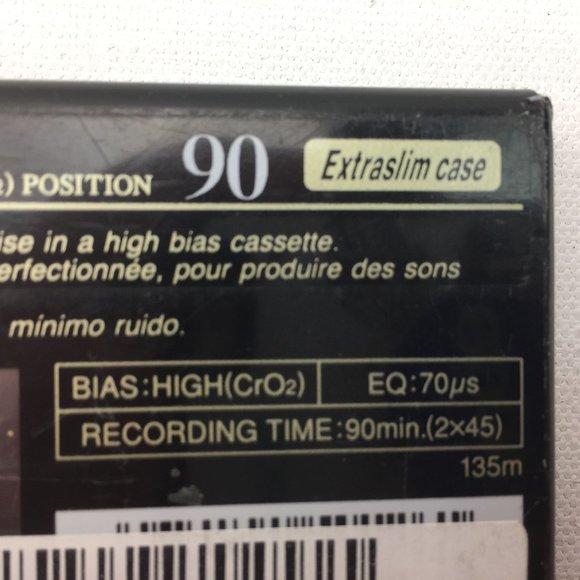 ₂) POSITION 90 Extraslim case
ise in a high bias cassette.
erfectionnée, pour produire des sons
mínimo ruido.
BIAS:HIGH(CrO₂) EQ:70µs
RECORDING TIME:90min.(2×45)
135m